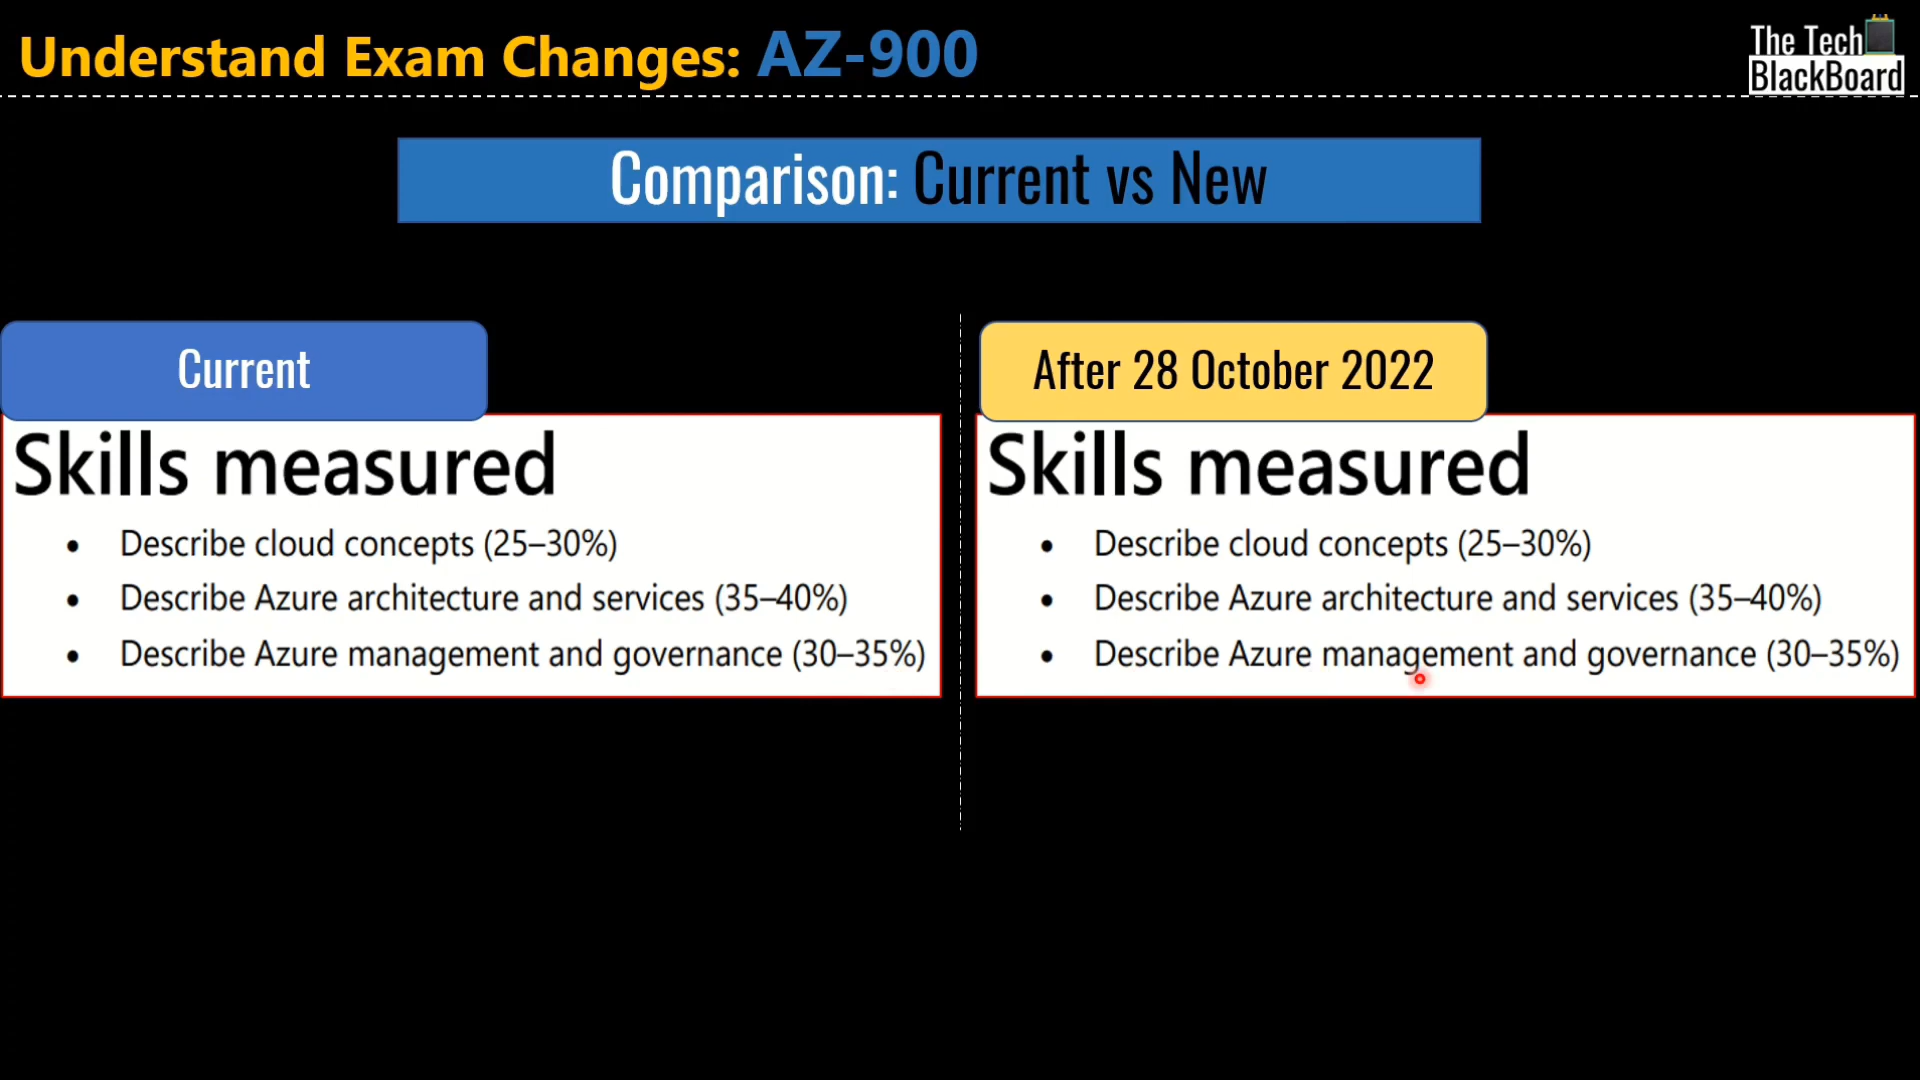 Understand Exam Changes: AZ-900
The Tech
BlackBoard
Comparison: Current vs New
Current
Skills measured
• Describe cloud concepts (25–30%)
• Describe Azure architecture and services (35–40%)
• Describe Azure management and governance (30–35%)
After 28 October 2022
Skills measured
• Describe cloud concepts (25–30%)
• Describe Azure architecture and services (35–40%)
• Describe Azure management and governance (30–35%)